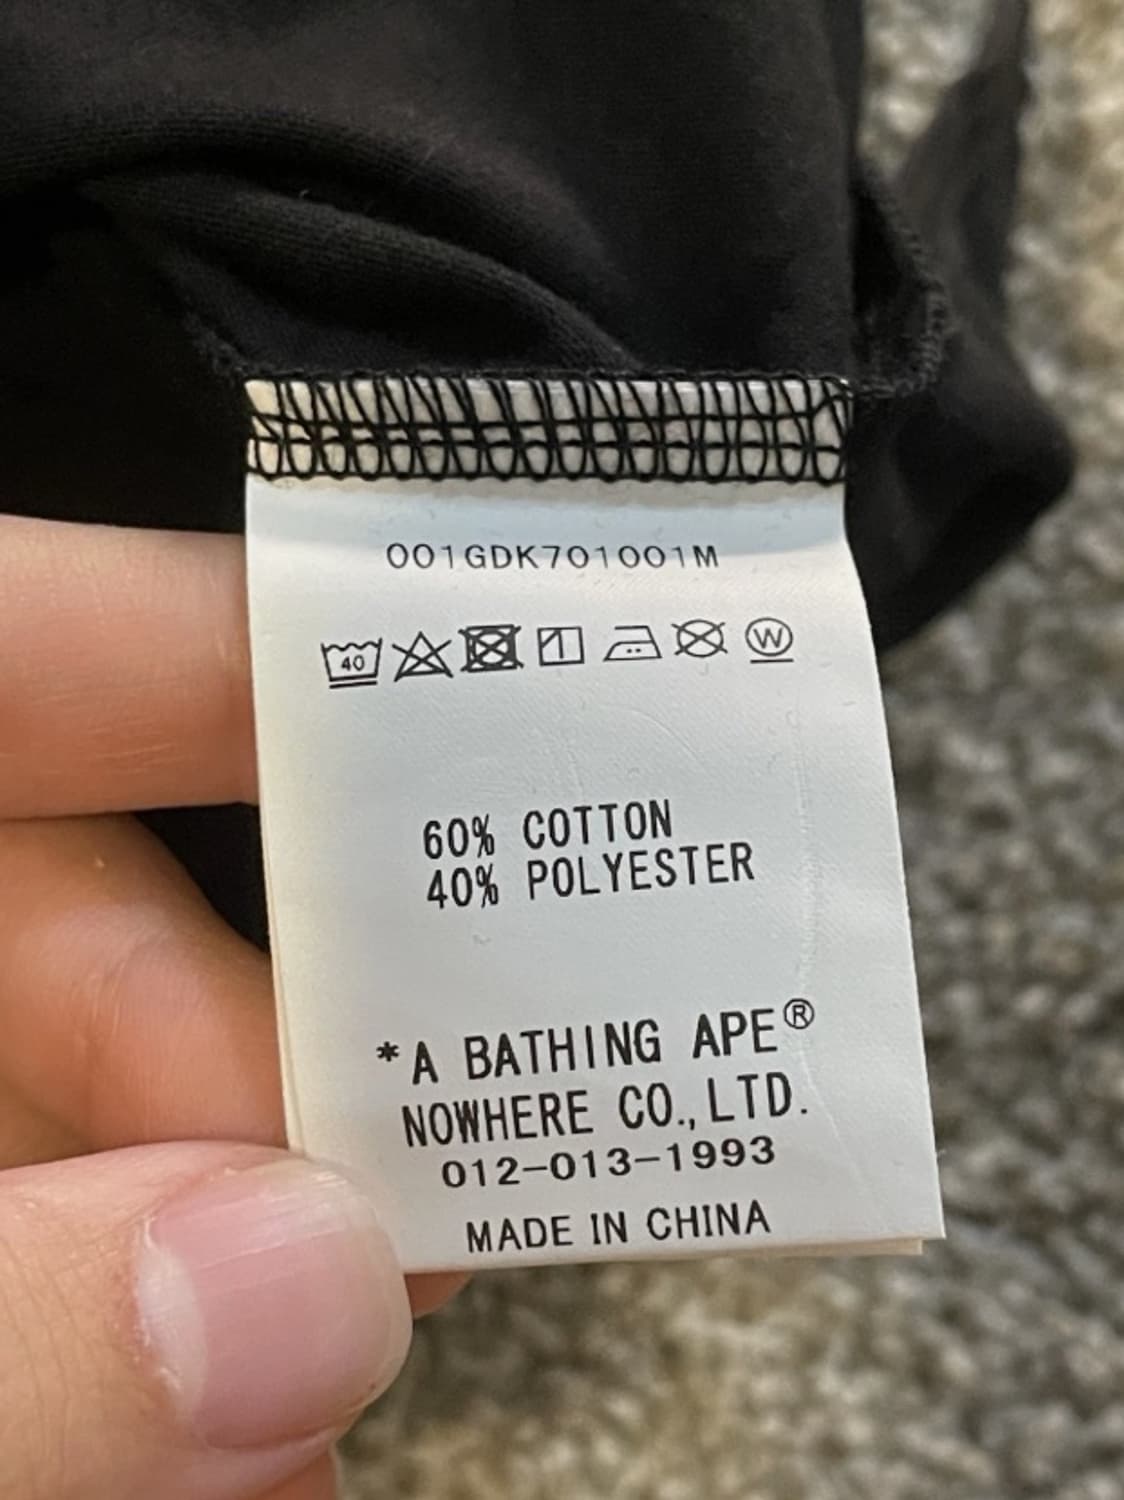 001GDK701001M
40
W
60% COTTON
40% POLYESTER
*A BATHING APE®
NOWHERE CO., LTD.
012-013-1993
MADE IN CHINA